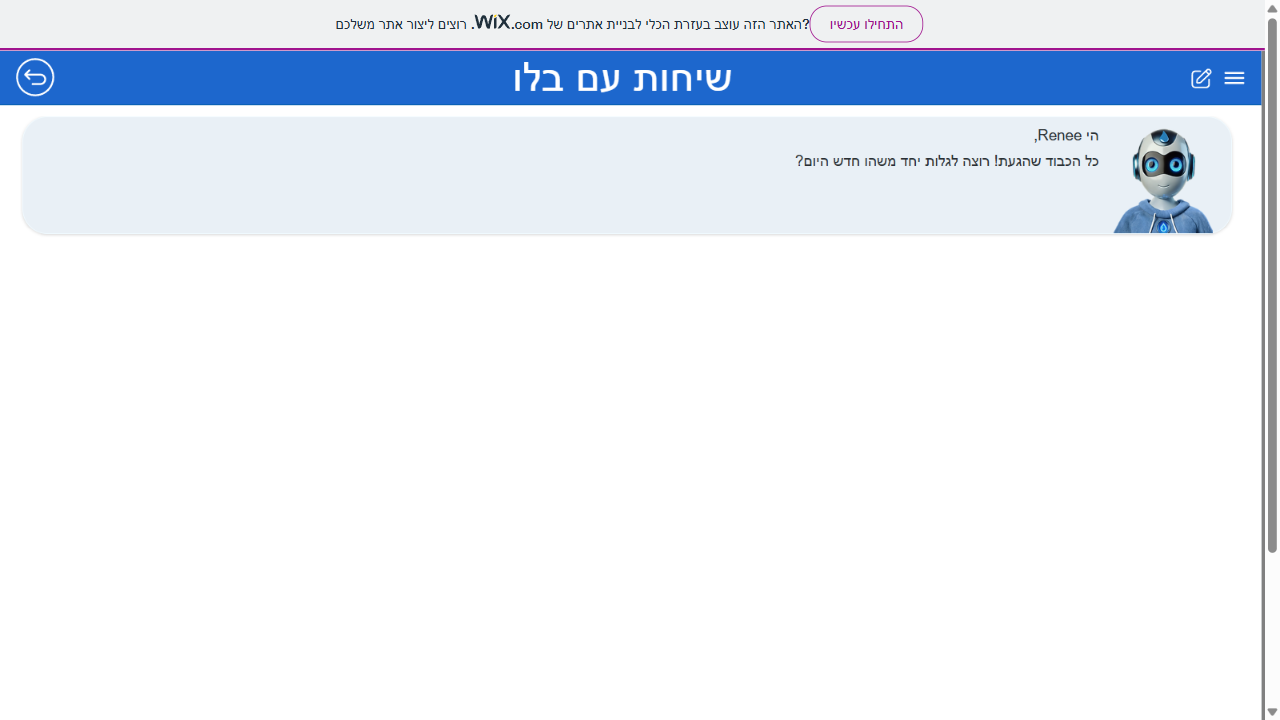 האתר הזה עוצב בעזרת הכלי לבניית אתרים של WiX.com. רוצים ליצור אתר משלכם?
התחילו עכשיו
שיחות עם בלו
הי Renee,
כל הכבוד שהגעת! רוצה לגלות יחד משהו חדש היום?